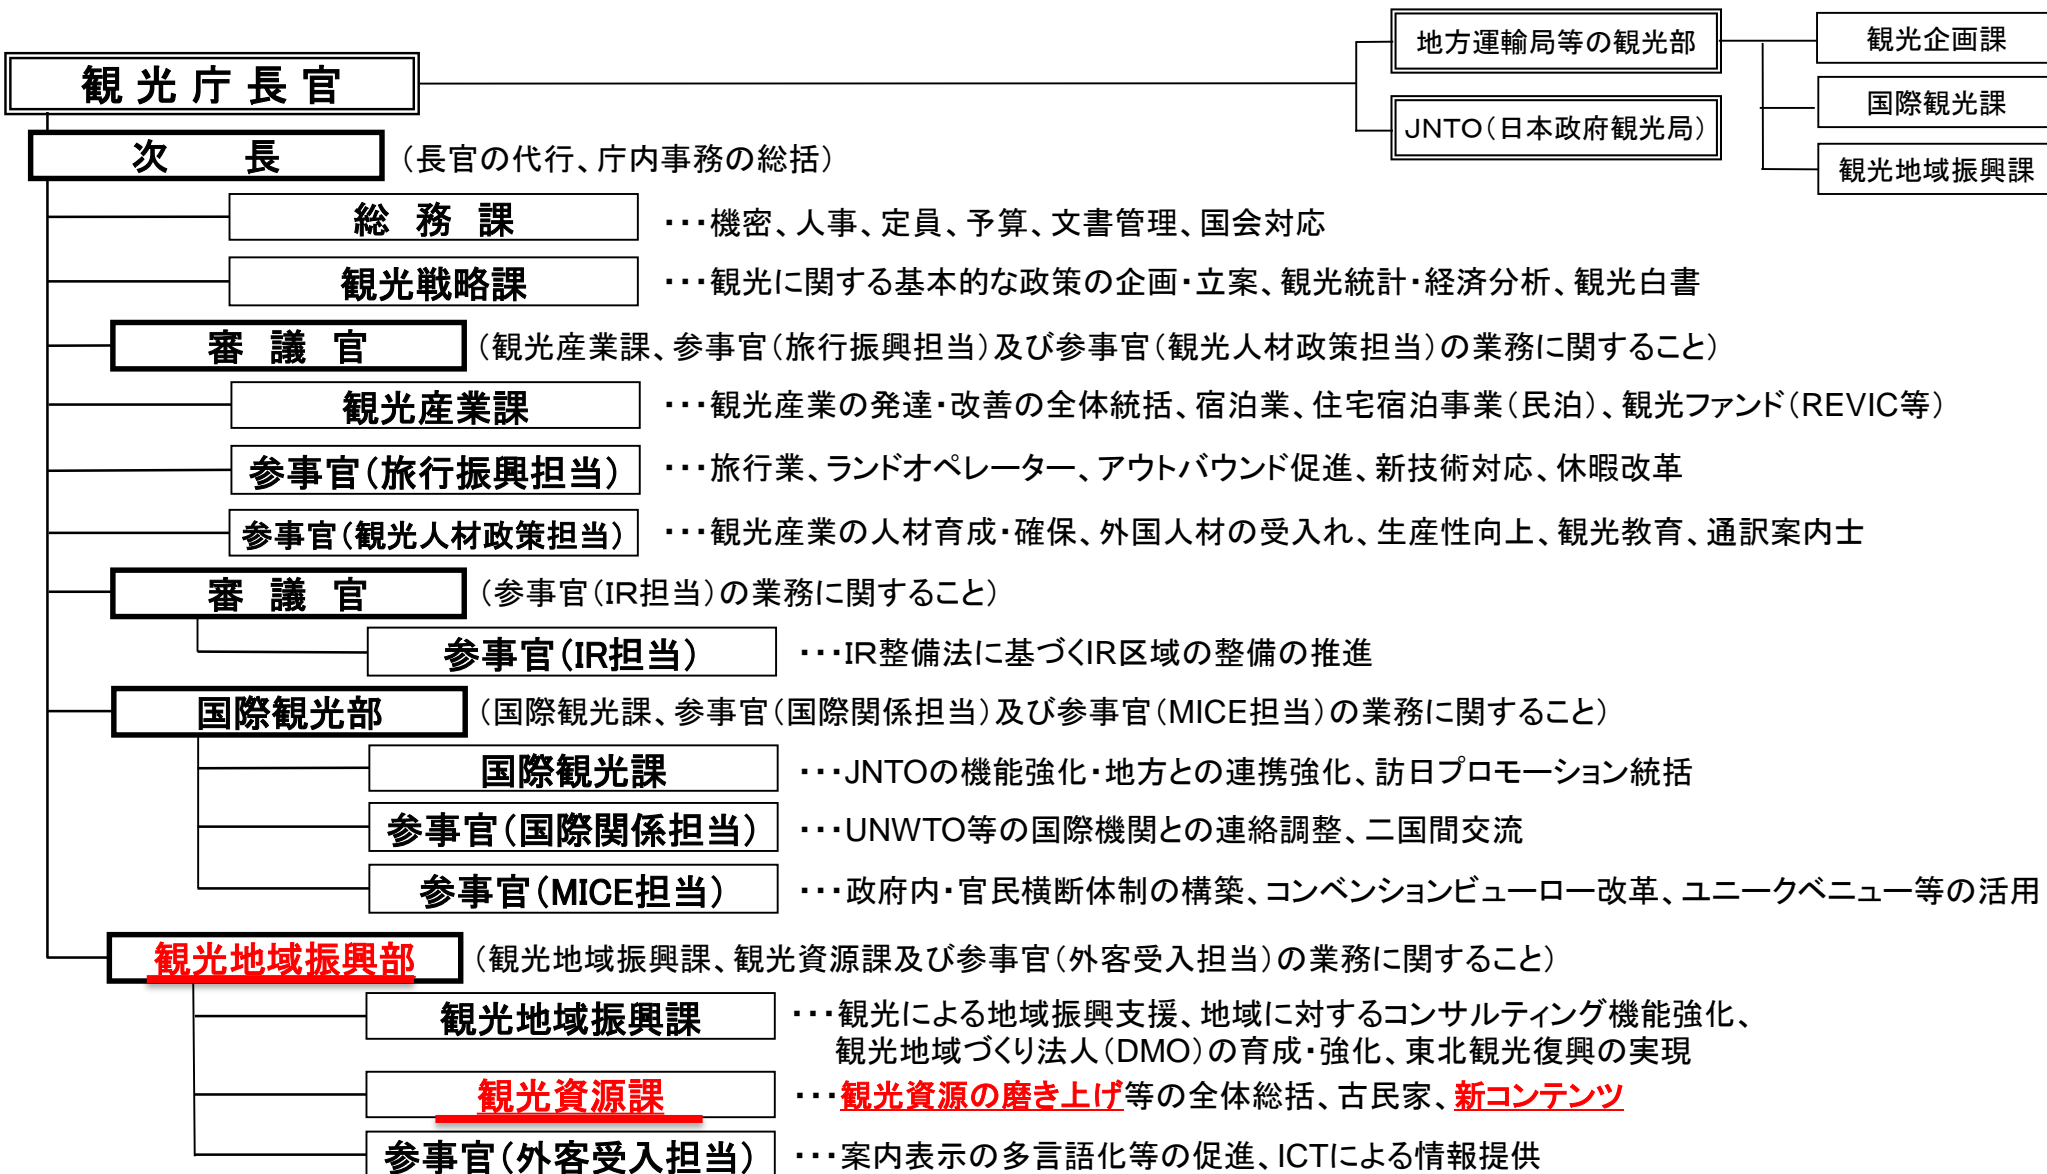 観光庁長官
地方運輸局等の観光部
JNTO(日本政府観光局)
観光企画課
国際観光課
観光地域振興課
次　長 (長官の代行、庁内事務の総括)
総務課 ・・・機密、人事、定員、予算、文書管理、国会対応
観光戦略課 ・・・観光に関する基本的な政策の企画・立案、観光統計・経済分析、観光白書
審議官 (観光産業課、参事官(旅行振興担当)及び参事官(観光人材政策担当)の業務に関すること)
観光産業課 ・・・観光産業の発達・改善の全体統括、宿泊業、住宅宿泊事業(民泊)、観光ファンド(REVIC等)
参事官(旅行振興担当) ・・・旅行業、ランドオペレーター、アウトバウンド促進、新技術対応、休暇改革
参事官(観光人材政策担当) ・・・観光産業の人材育成・確保、外国人材の受入れ、生産性向上、観光教育、通訳案内士
審議官 (参事官(IR担当)の業務に関すること)
参事官(IR担当) ・・・IR整備法に基づくIR区域の整備の推進
国際観光部 (国際観光課、参事官(国際関係担当)及び参事官(MICE担当)の業務に関すること)
国際観光課 ・・・JNTOの機能強化・地方との連携強化、訪日プロモーション統括
参事官(国際関係担当) ・・・UNWTO等の国際機関との連絡調整、二国間交流
参事官(MICE担当) ・・・政府内・官民横断体制の構築、コンベンションビューロー改革、ユニークベニュー等の活用
観光地域振興部 (観光地域振興課、観光資源課及び参事官(外客受入担当)の業務に関すること)
観光地域振興課 ・・・観光による地域振興支援、地域に対するコンサルティング機能強化、
観光地域づくり法人(DMO)の育成・強化、東北観光復興の実現
観光資源課 ・・・観光資源の磨き上げ等の全体総括、古民家、新コンテンツ
参事官(外客受入担当) ・・・案内表示の多言語化等の促進、ICTによる情報提供